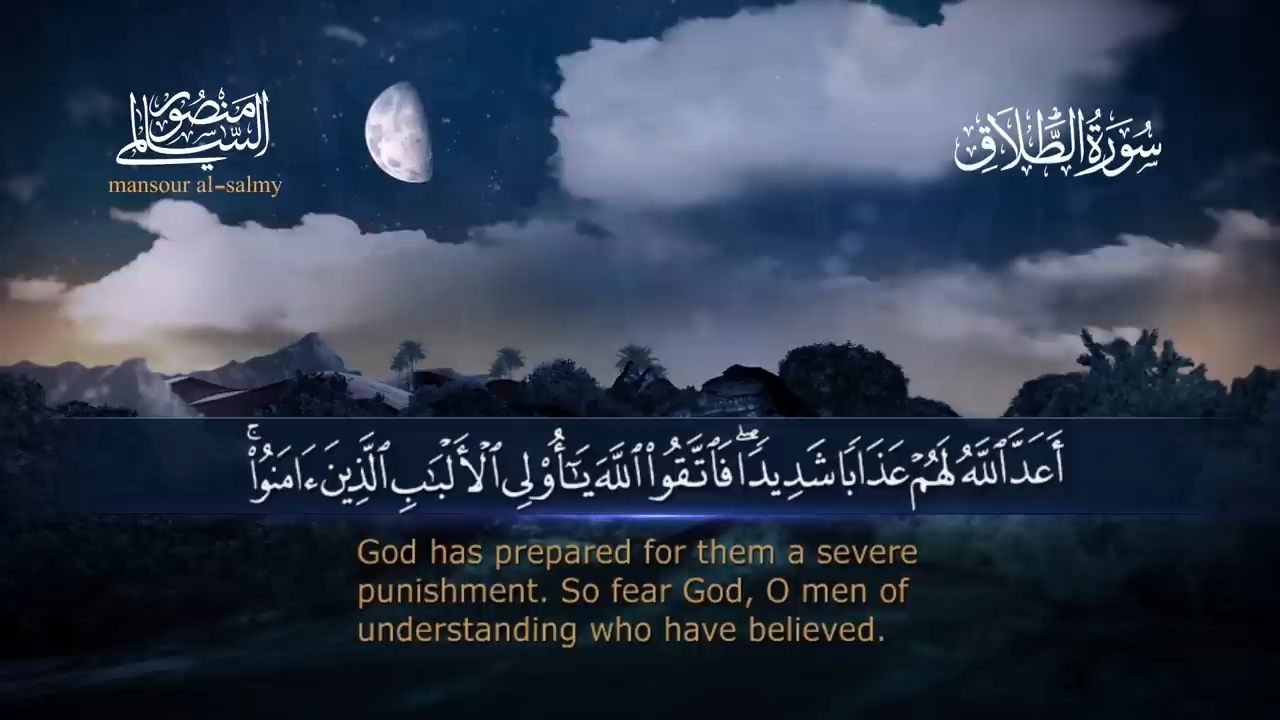 منصور السالمي
mansour al-salmy
سُورَةُ الطَّلَاقِ
أَعَدَّ ٱللَّهُ لَهُمْ عَذَابًا شَدِيدًاۖ فَٱتَّقُوا۟ ٱللَّهَ يَـٰٓأُو۟لِى ٱلْأَلْبَـٰبِ ٱلَّذِينَ ءَامَنُوا۟ۚ
God has prepared for them a severe
punishment. So fear God, O men of
understanding who have believed.